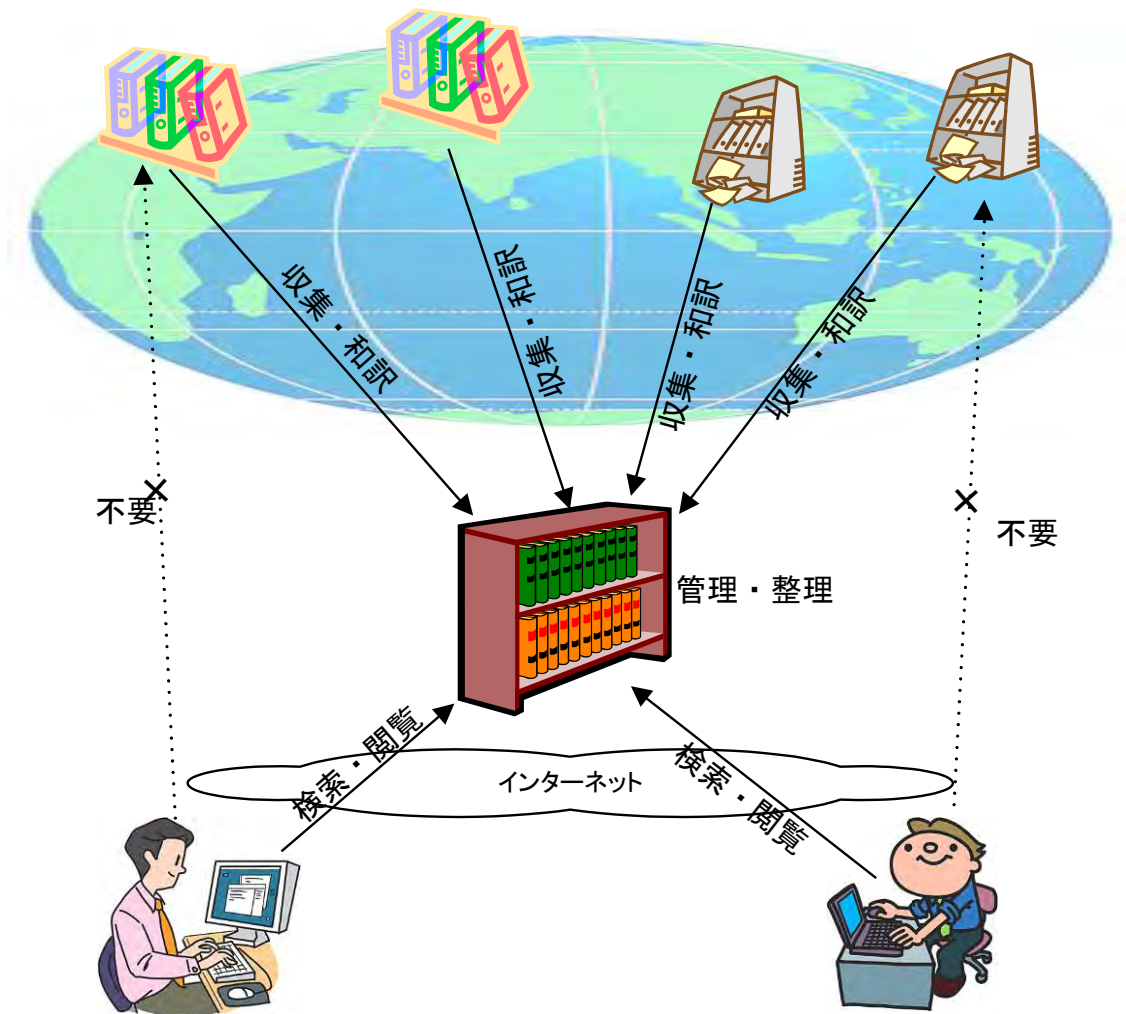 収集・和訳
収集・和訳
収集・和訳
収集・和訳
不要
不要
管理・整理
検索・閲覧
インターネット
検索・閲覧